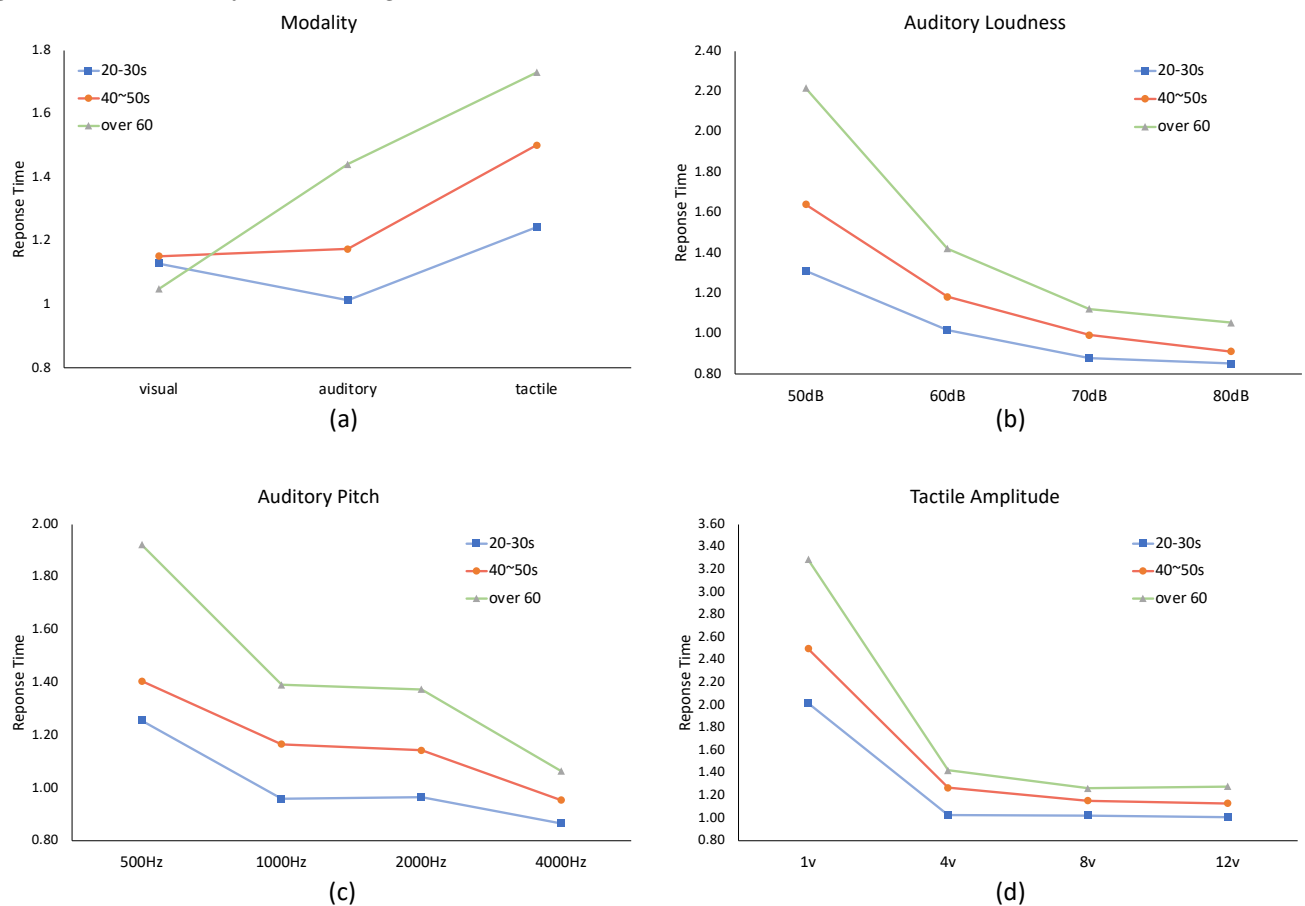 Modality
1.8
1.6
1.4
1.2
1
0.8
Reponse Time
20-30s
40~50s
over 60
visual auditory tactile
(a)
Auditory Loudness
2.40
2.20
2.00
1.80
1.60
1.40
1.20
1.00
0.80
Reponse Time
20-30s
40~50s
over 60
50dB 60dB 70dB 80dB
(b)
Auditory Pitch
2.00
1.80
1.60
1.40
1.20
1.00
0.80
Reponse Time
20-30s
40~50s
over 60
500Hz 1000Hz 2000Hz 4000Hz
(c)
Tactile Amplitude
3.60
3.40
3.20
3.00
2.80
2.60
2.40
2.20
2.00
1.80
1.60
1.40
1.20
1.00
0.80
Reponse Time
20-30s
40~50s
over 60
1v 4v 8v 12v
(d)